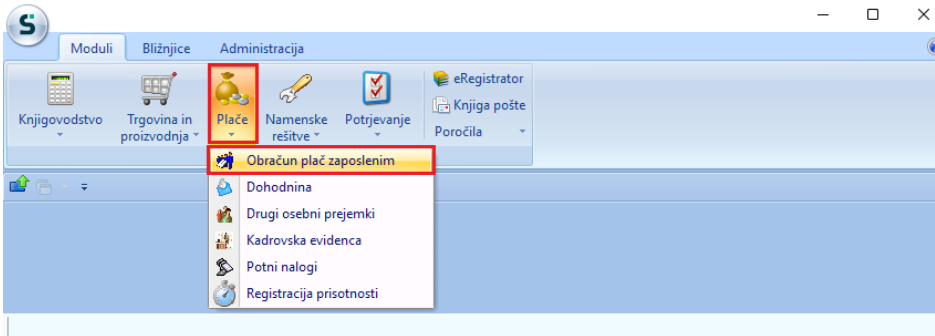 S
Moduli Bližnjice Administracija
Knjigovodstvo
Trgovina in
proizvodnja
Plače
Namenske
rešitve
Potrjevanje
eRegistrator
Knjiga pošte
Poročila
Obračun plač zaposlenim
Dohodnina
Drugi osebni prejemki
Kadrovska evidenca
Potni nalogi
Registracija prisotnosti